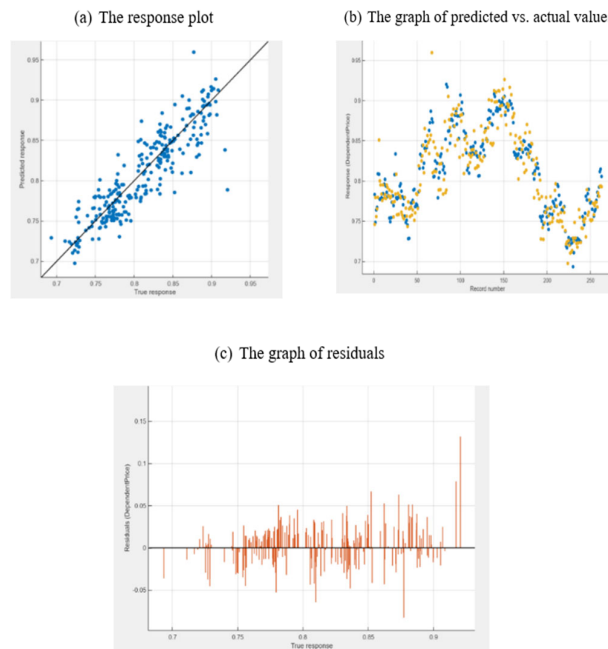 (a) The response plot
0.95
0.9
0.85
0.8
0.75
0.7
Predicted response
0.7 0.75 0.8 0.85 0.9 0.95
True response
(b) The graph of predicted vs. actual value
0.95
0.9
0.85
0.8
0.75
0.7
Response (DependentPrice)
0 50 100 150 200 250
Record number
(c) The graph of residuals
0.15
0.1
0.05
0
-0.05
Residuals (DependentPrice)
0.7 0.75 0.8 0.85 0.9
True response